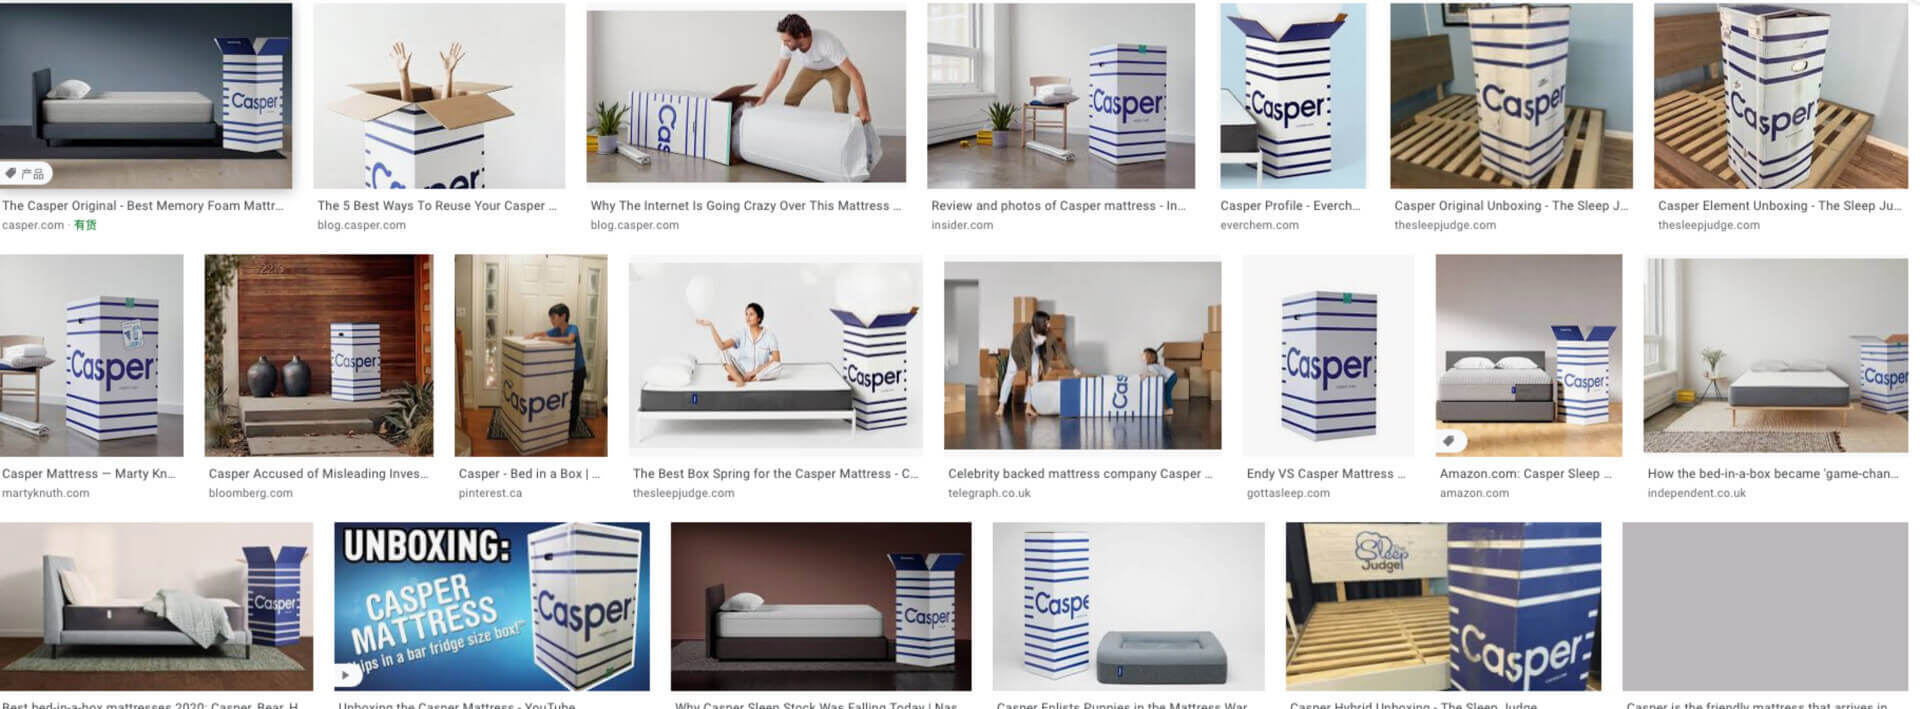 Casper
Casper
Cas
Casper
Casper
Casper
Casper
产品
The Casper Original - Best Memory Foam Mattr...
casper.com · 有货
The 5 Best Ways To Reuse Your Casper ...
blog.casper.com
Why The Internet Is Going Crazy Over This Mattress ...
blog.casper.com
Review and photos of Casper mattress - In...
insider.com
Casper Profile - Everch...
everchem.com
Casper Original Unboxing - The Sleep J...
thesleepjudge.com
Casper Element Unboxing - The Sleep Ju...
thesleepjudge.com
Casper
Casper
Casper
Casper
Cas
Casper
Casper
Casper
Casper Mattress — Marty Kn...
martyknuth.com
Casper Accused of Misleading Inves...
bloomberg.com
Casper - Bed in a Box | ...
pinterest.ca
The Best Box Spring for the Casper Mattress - C...
thesleepjudge.com
Celebrity backed mattress company Casper ...
telegraph.co.uk
Endy VS Casper Mattress ...
gottasleep.com
Amazon.com: Casper Sleep ...
amazon.com
How the bed-in-a-box became 'game-chan...
independent.co.uk
Casper
UNBOXING:
CASPER
MATTRESS
ips in a bar fridge size box!
Casper
Casper
Caspe
The
Sleep
Judge!
Casper
Best bed-in-a-box mattresses 2020: Casper, Bear, H
Unboxing the Casper Mattress - YouTube
Why Casper Sleep Stock Was Falling Today | Nas
Casper Enlists Puppies in the Mattress War
Casper Hybrid Unboxing - The Sleep Judge
Casper is the friendly mattress that arrives in